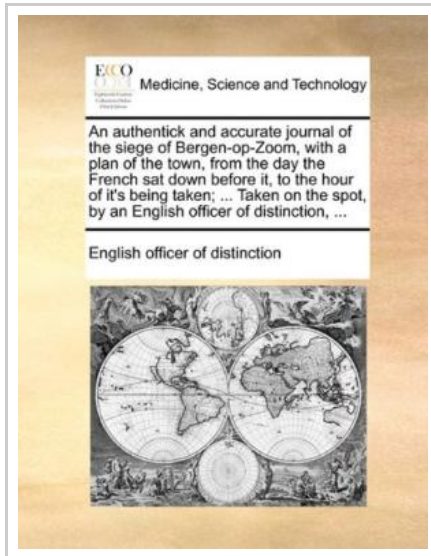 ECCO
Medicine, Science and Technology
An authentick and accurate journal of
the siege of Bergen-op-Zoom, with a
plan of the town, from the day the
French sat down before it, to the hour
of it's being taken; ... Taken on the spot,
by an English officer of distinction, ...
English officer of distinction